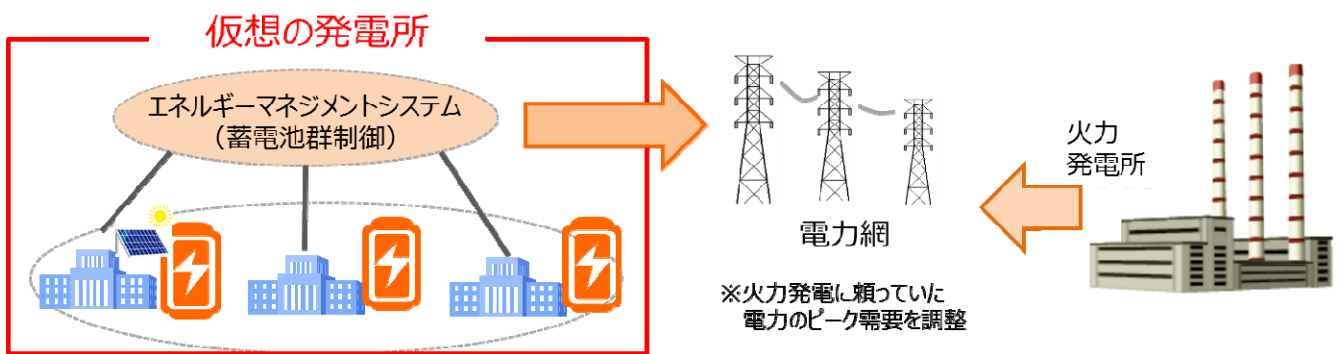 仮想の発電所
エネルギーマネジメントシステム
（蓄電池群制御）
火力
発電所
電力網
※火力発電に頼っていた
電力のピーク需要を調整